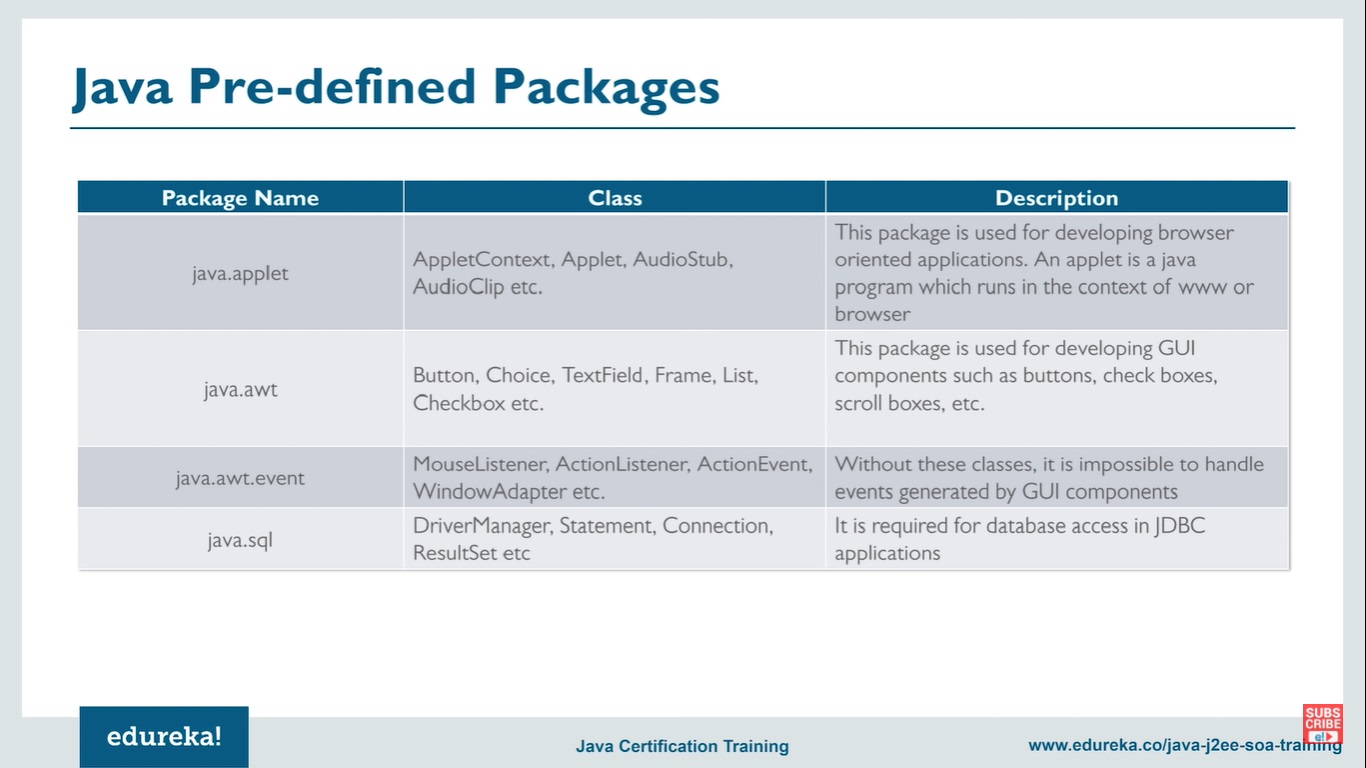 Java Pre-defined Packages
Package Name
Class
Description
java.applet
AppletContext, Applet, AudioStub,
AudioClip etc.
This package is used for developing browser
oriented applications. An applet is a java
program which runs in the context of www or
browser
java.awt
Button, Choice, TextField, Frame, List,
Checkbox etc.
This package is used for developing GUI
components such as buttons, check boxes,
scroll boxes, etc.
java.awt.event
MouseListener, ActionListener, ActionEvent,
WindowAdapter etc.
Without these classes, it is impossible to handle
events generated by GUI components
java.sql
DriverManager, Statement, Connection,
ResultSet etc
It is required for database access in JDBC
applications
edureka!
Java Certification Training
www.edureka.co/java-j2ee-soa-training
SUBS
CRIBE
e!